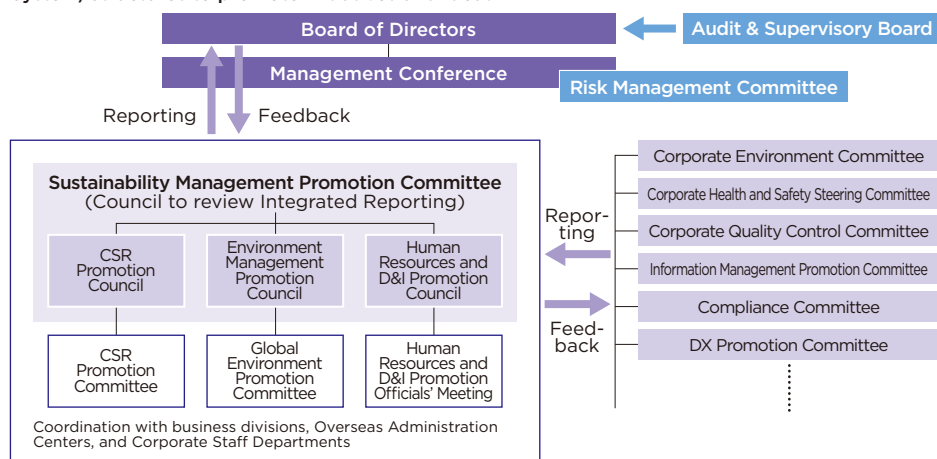 Board of Directors
Audit & Supervisory Board
Management Conference
Risk Management Committee
Reporting
Feedback
Sustainability Management Promotion Committee
(Council to review Integrated Reporting)
CSR
Promotion
Council
Environment
Management
Promotion
Council
Human
Resources and
D&I Promotion
Council
CSR
Promotion
Committee
Global
Environment
Promotion
Committee
Human
Resources and
D&I Promotion
Officials' Meeting
Coordination with business divisions, Overseas Administration
Centers, and Corporate Staff Departments
Repor-
ting
Feed-
back
Corporate Environment Committee
Corporate Health and Safety Steering Committee
Corporate Quality Control Committee
Information Management Promotion Committee
Compliance Committee
DX Promotion Committee